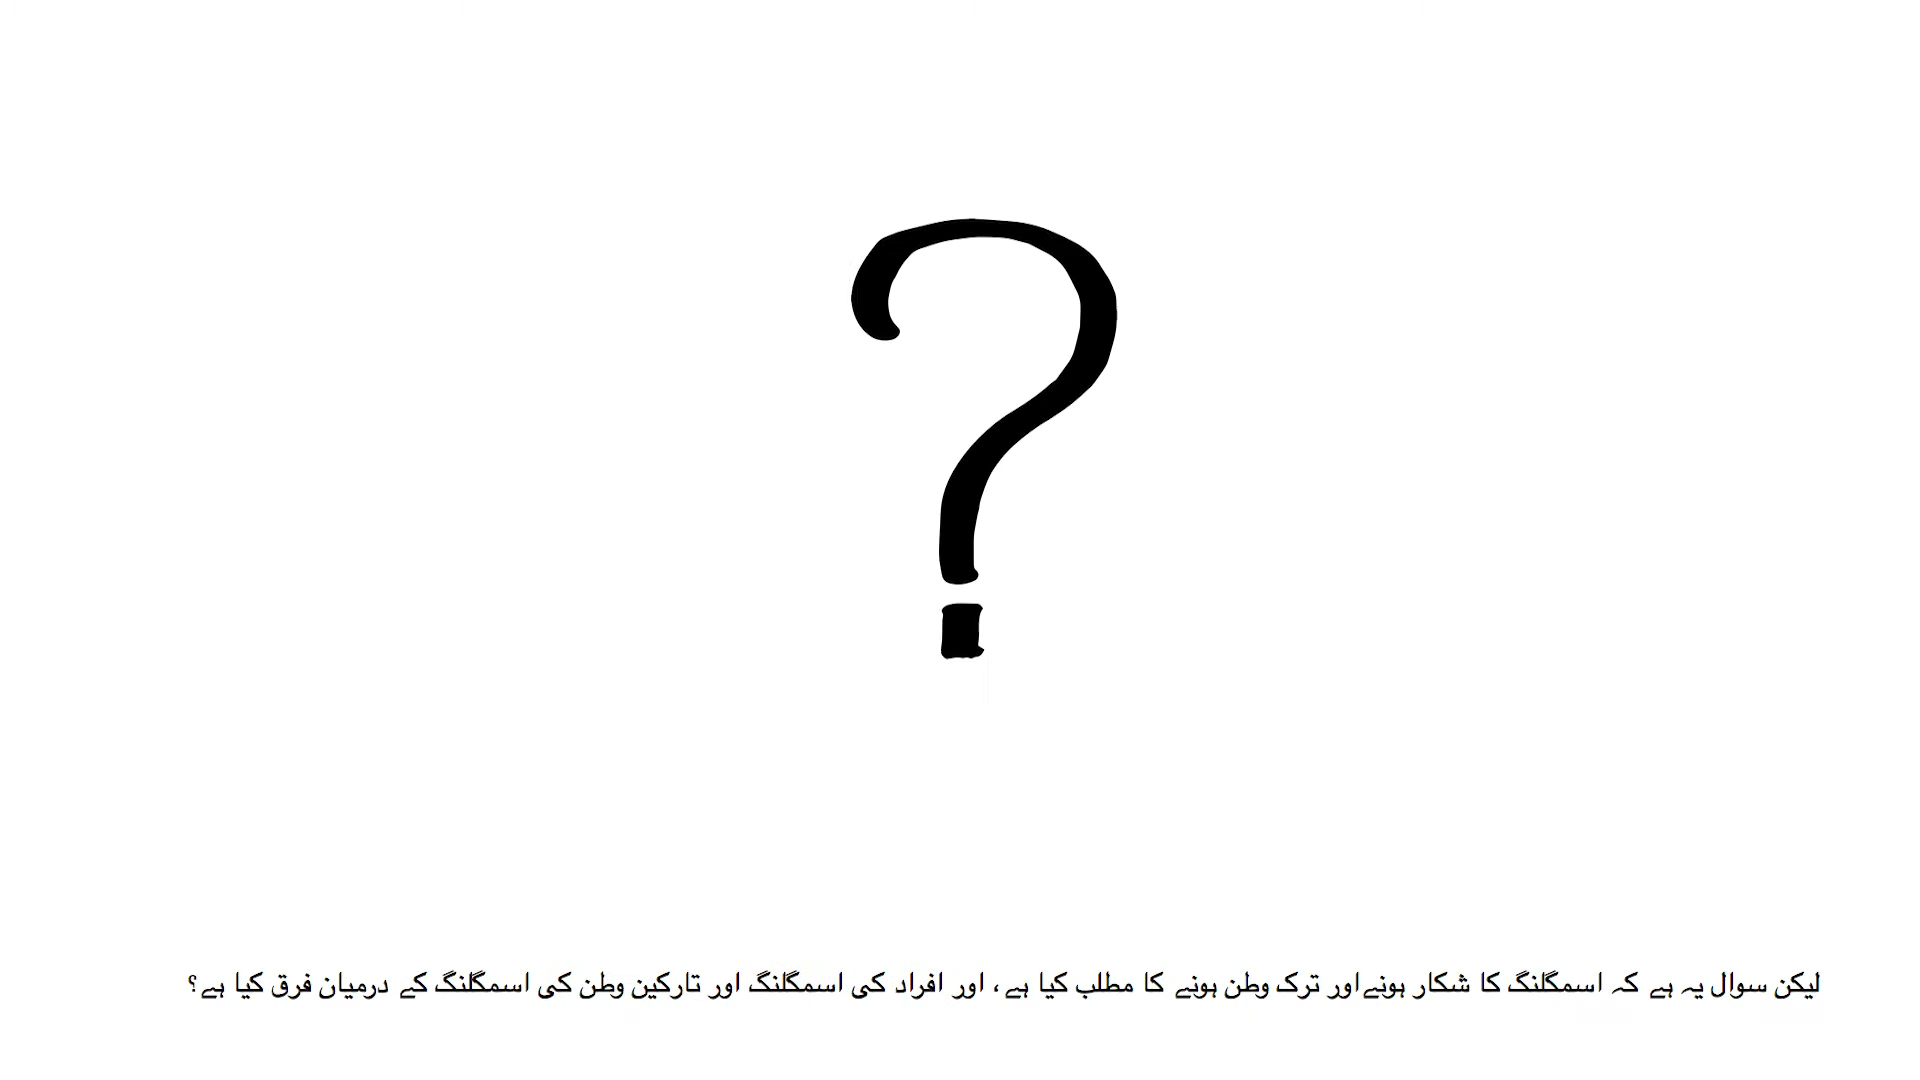 ?
لیکن سوال یہ ہے کہ اسمگلنگ کا شکار ہونےاور ترک وطن ہونے کا مطلب کیا ہے، اور افراد کی اسمگلنگ اور تارکین وطن کی اسمگلنگ کے درمیان فرق کیا ہے؟